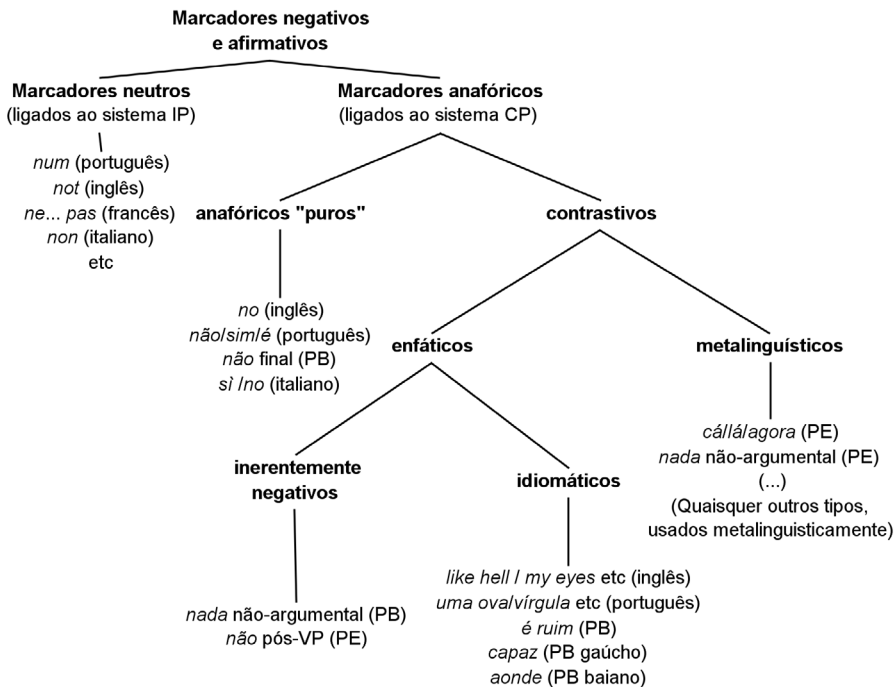 Marcadores negativos
e afirmativos
Marcadores neutros
(ligados ao sistema IP)
Marcadores anafóricos
(ligados ao sistema CP)
num (português)
not (inglês)
ne... pas (francês)
non (italiano)
etc
anafóricos "puros"
contrastivos
no (inglês)
não/sim/é (português)
não final (PB)
sì /no (italiano)
enfáticos
metalinguísticos
cá/lá/agora (PE)
nada não-argumental (PE)
(...)
(Quaisquer outros tipos,
usados metalinguisticamente)
inerentemente
negativos
idiomáticos
nada não-argumental (PB)
não pós-VP (PE)
like hell / my eyes etc (inglês)
uma ova/vírgula etc (português)
é ruim (PB)
capaz (PB gaúcho)
aonde (PB baiano)